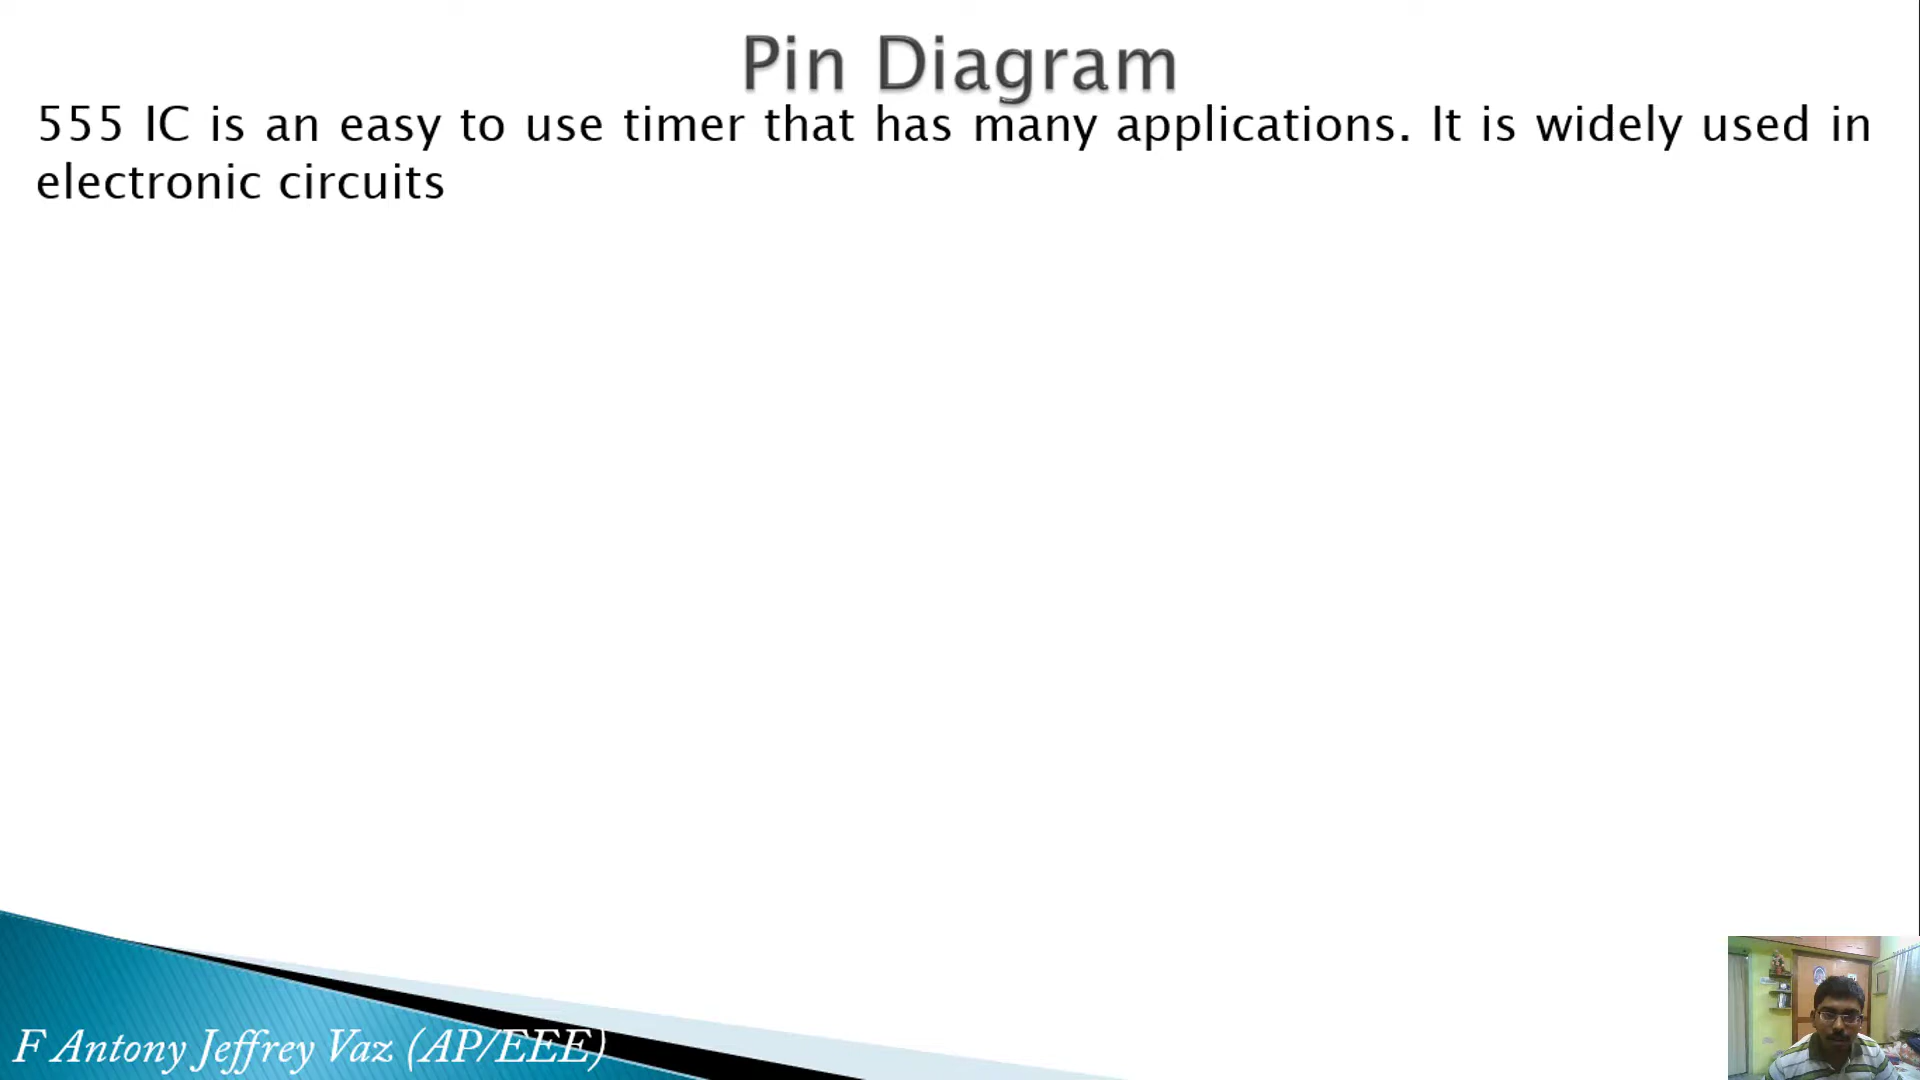 Pin Diagram
555 IC is an easy to use timer that has many applications. It is widely used in
electronic circuits
F Antony Jeffrey Vaz (AP/EEE)